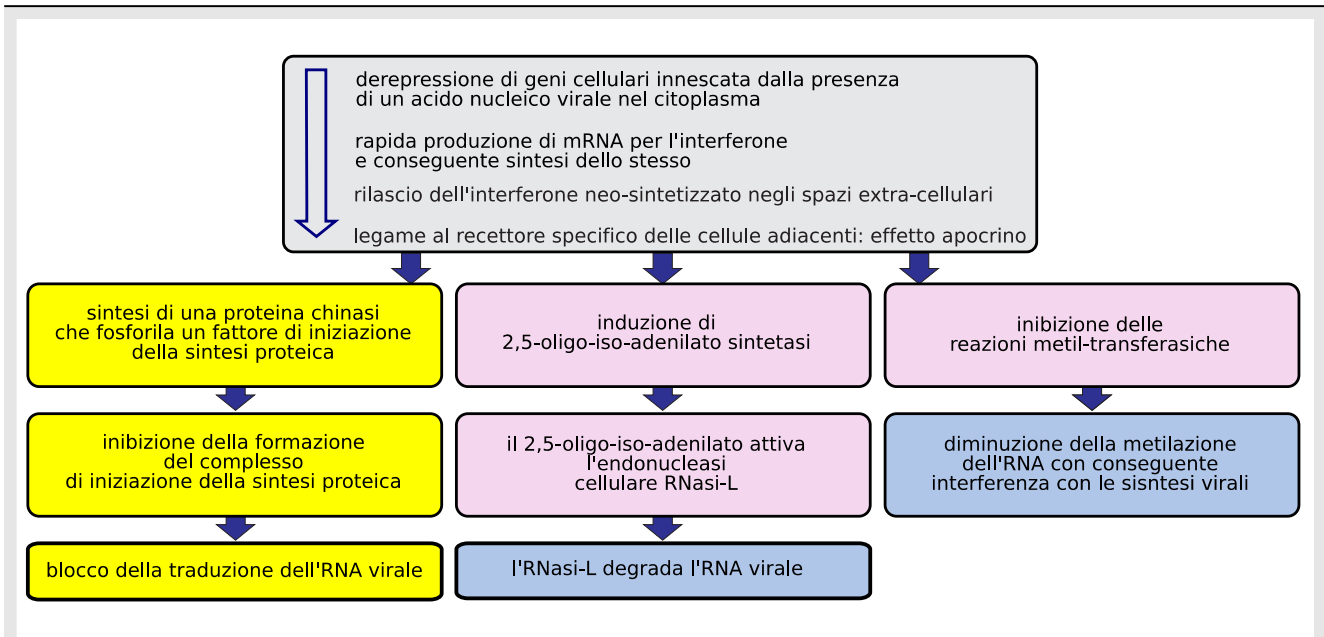 derepressione di geni cellulari innescata dalla presenza
di un acido nucleico virale nel citoplasma
rapida produzione di mRNA per l'interferone
e conseguente sintesi dello stesso
rilascio dell'interferone neo-sintetizzato negli spazi extra-cellulari
legame al recettore specifico delle cellule adiacenti: effetto apocrino
sintesi di una proteina chinasi
che fosforila un fattore di iniziazione
della sintesi proteica
inibizione della formazione
del complesso
di iniziazione della sintesi proteica
blocco della traduzione dell'RNA virale
induzione di
2,5-oligo-iso-adenilato sintetasi
il 2,5-oligo-iso-adenilato attiva
l'endonucleasi
cellulare RNasi-L
l'RNasi-L degrada l'RNA virale
inibizione delle
reazioni metil-transferasiche
diminuzione della metilazione
dell'RNA con conseguente
interferenza con le sisntesi virali